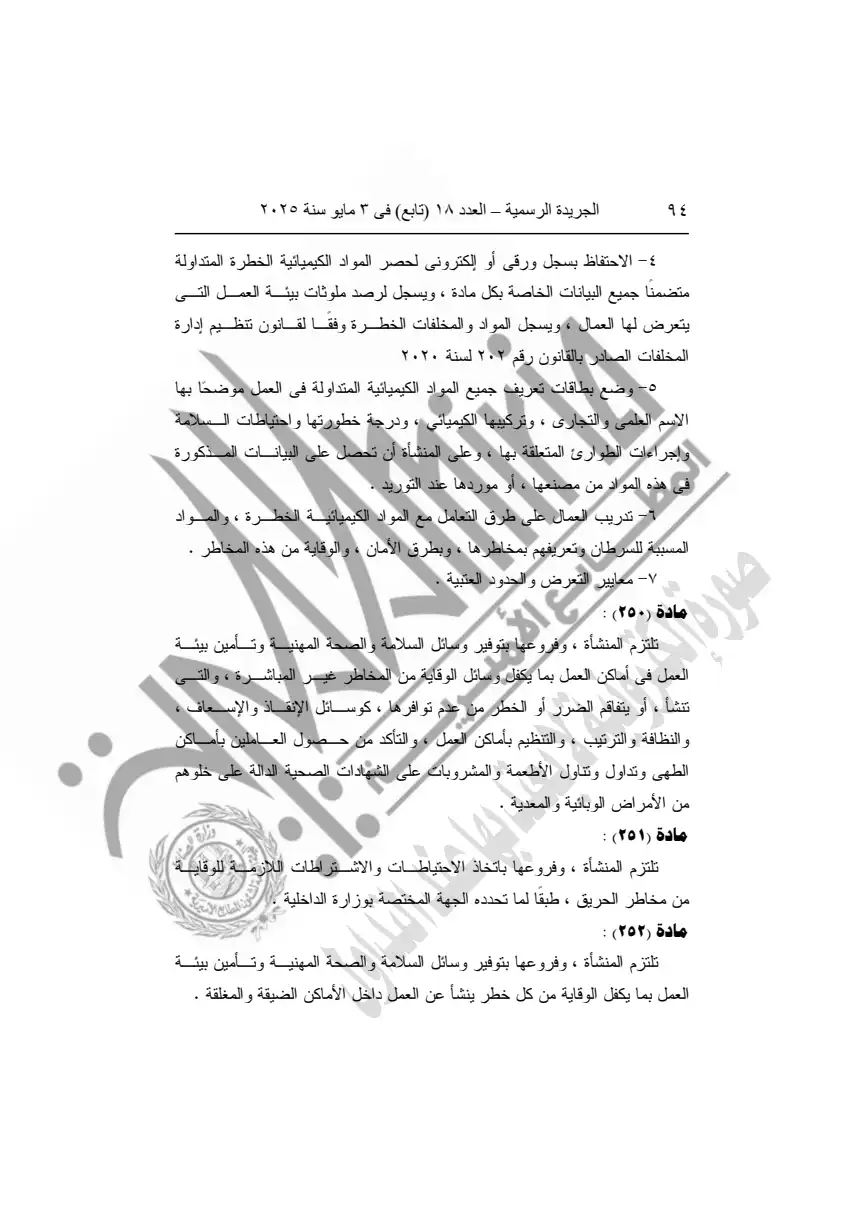 ٩٤ الجريدة الرسمية – العدد ١٨ (تابع) فى ٣ مايو سنة ٢٠٢٥
٤- الاحتفاظ بسجل ورقى أو إلكترونى لحصر المواد الكيميائية الخطرة المتداولة
متضمنًا جميع البيانات الخاصة بكل مادة ، ويسجل لرصد ملوثات بيئة العمل التى
يتعرض لها العمال ، ويسجل المواد والمخلفات الخطرة وفقًا لقانون تنظيم إدارة
المخلفات الصادر بالقانون رقم ٢٠٢ لسنة ٢٠٢٠
٥- وضع بطاقات تعريف جميع المواد الكيميائية المتداولة فى العمل موضحًا بها
الاسم العلمى والتجارى ، وتركيبها الكيميائي ، ودرجة خطورتها واحتياطات السلامة
وإجراءات الطوارئ المتعلقة بها ، وعلى المنشأة أن تحصل على البيانات المذكورة
فى هذه المواد من مصنعها ، أو موردها عند التوريد .
٦- تدريب العمال على طرق التعامل مع المواد الكيميائية الخطرة ، والمواد
المسببة للسرطان وتعريفهم بمخاطرها ، وبطرق الأمان ، والوقاية من هذه المخاطر .
٧- معايير التعرض والحدود العتبية .
مادة (٢٥٠) :
تلتزم المنشأة ، وفروعها بتوفير وسائل السلامة والصحة المهنية وتأمين بيئة
العمل فى أماكن العمل بما يكفل وسائل الوقاية من المخاطر غير المباشرة ، والتى
تنشأ ، أو يتفاقم الضرر أو الخطر من عدم توافرها ، كوسائل الإنقاذ والإسعاف ،
والنظافة والترتيب ، والتنظيم بأماكن العمل ، والتأكد من حصول العاملين بأماكن
الطهى وتداول وتناول الأطعمة والمشروبات على الشهادات الصحية الدالة على خلوهم
من الأمراض الوبائية والمعدية .
مادة (٢٥١) :
تلتزم المنشأة ، وفروعها باتخاذ الاحتياطات والاشتراطات اللازمة للوقاية
من مخاطر الحريق ، طبقًا لما تحدده الجهة المختصة بوزارة الداخلية .
مادة (٢٥٢) :
تلتزم المنشأة ، وفروعها بتوفير وسائل السلامة والصحة المهنية وتأمين بيئة
العمل بما يكفل الوقاية من كل خطر ينشأ عن العمل داخل الأماكن الضيقة والمغلقة .
المطابع الأميرية
صورة إلكترونية لا يعتد بها عند التداول